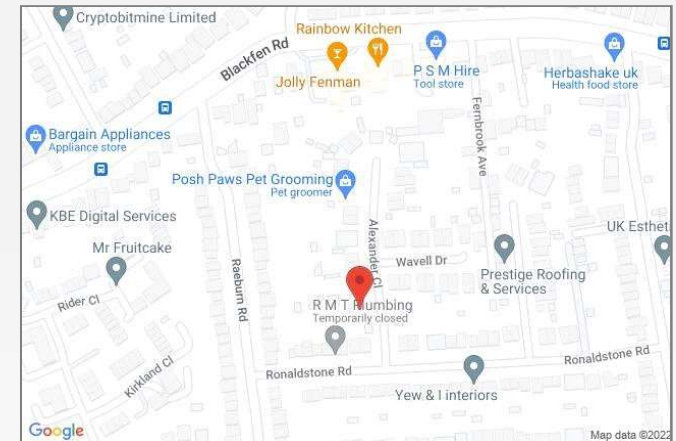 Cryptobitmine Limited
Rainbow Kitchen
Blackfen Rd
Jolly Fenman
P S M Hire
Tool store
Herbashake uk
Health food store
Bargain Appliances
Appliance store
Fernbrook Ave
Posh Paws Pet Grooming
Pet groomer
KBE Digital Services
Mr Fruitcake
Alexander Cl
UK Esthet
Wavell Dr
Raeburn Rd
Prestige Roofing
& Services
Rider Cl
R M T Plumbing
Temporarily closed
Kirkland Cl
Ronaldstone Rd
Ronaldstone Rd
Yew & I interiors
Google
Map data ©2022